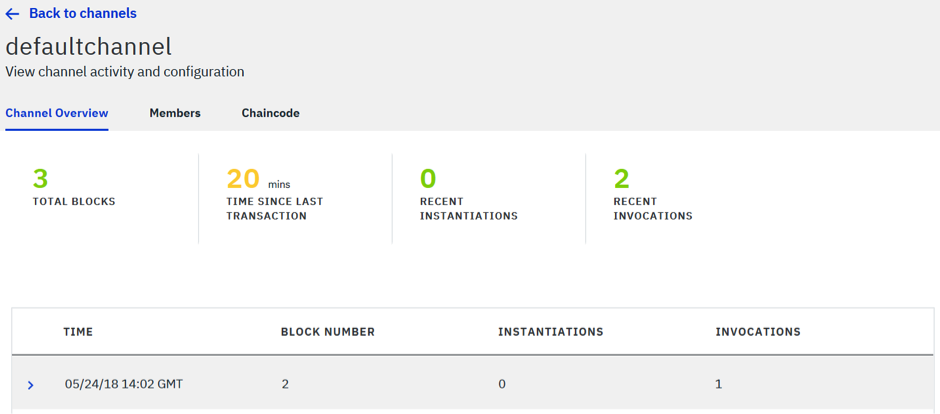 Back to channels
defaultchannel
View channel activity and configuration
Channel Overview Members Chaincode
3
TOTAL BLOCKS
20 mins
TIME SINCE LAST
TRANSACTION
0
RECENT
INSTANTIATIONS
2
RECENT
INVOCATIONS
TIME BLOCK NUMBER INSTANTIATIONS INVOCATIONS
05/24/18 14:02 GMT 2 0 1